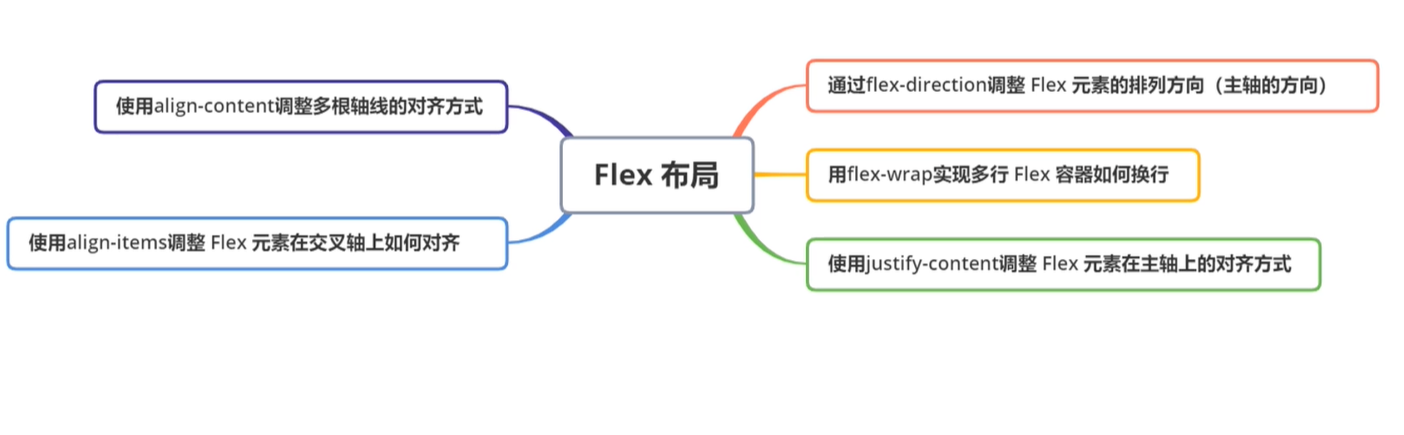 Flex 布局
通过flex-direction调整 Flex 元素的排列方向（主轴的方向）
用flex-wrap实现多行 Flex 容器如何换行
使用justify-content调整 Flex 元素在主轴上的对齐方式
使用align-content调整多根轴线的对齐方式
使用align-items调整 Flex 元素在交叉轴上如何对齐